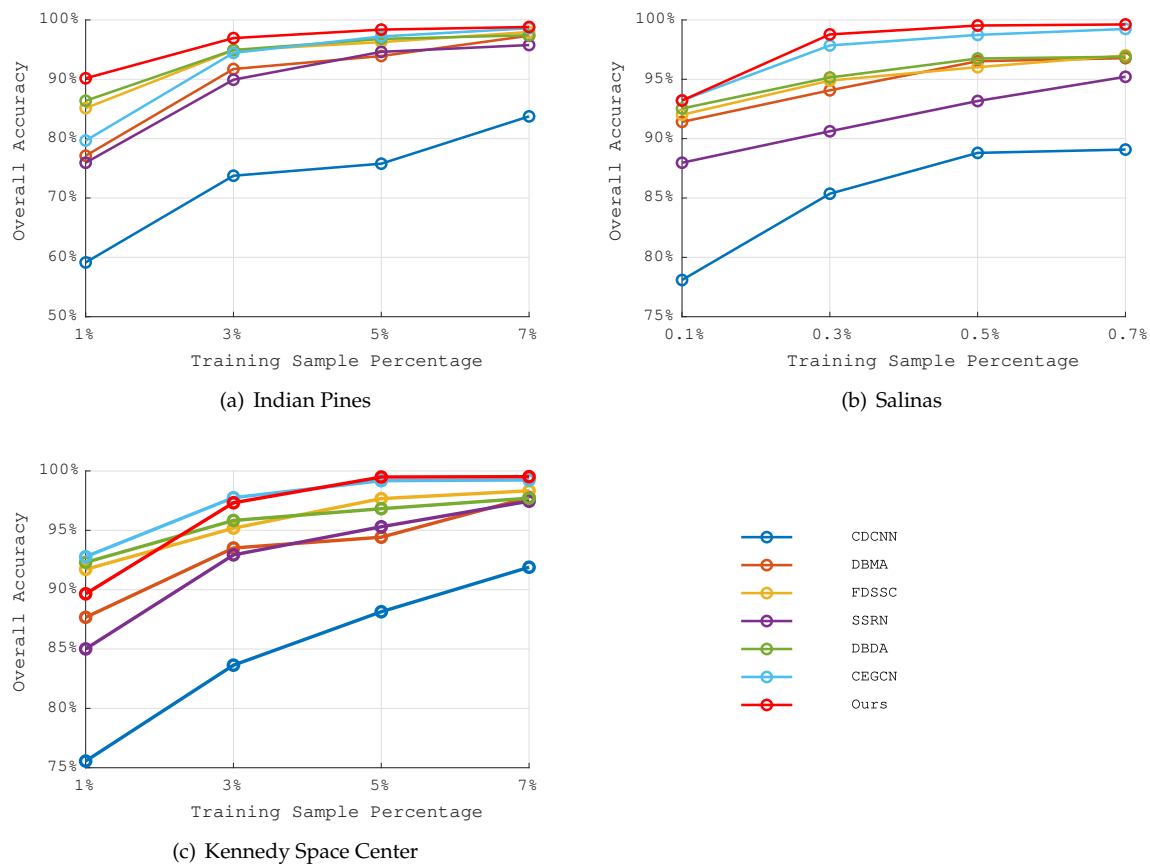 100%
90%
80%
70%
60%
50%
Overall Accuracy
1% 3% 5% 7%
Training Sample Percentage
(a) Indian Pines
100%
95%
90%
85%
80%
75%
Overall Accuracy
0.1% 0.3% 0.5% 0.7%
Training Sample Percentage
(b) Salinas
100%
95%
90%
85%
80%
75%
Overall Accuracy
1% 3% 5% 7%
Training Sample Percentage
(c) Kennedy Space Center
CDCNN
DBMA
FDSSC
SSRN
DBDA
CEGCN
Ours